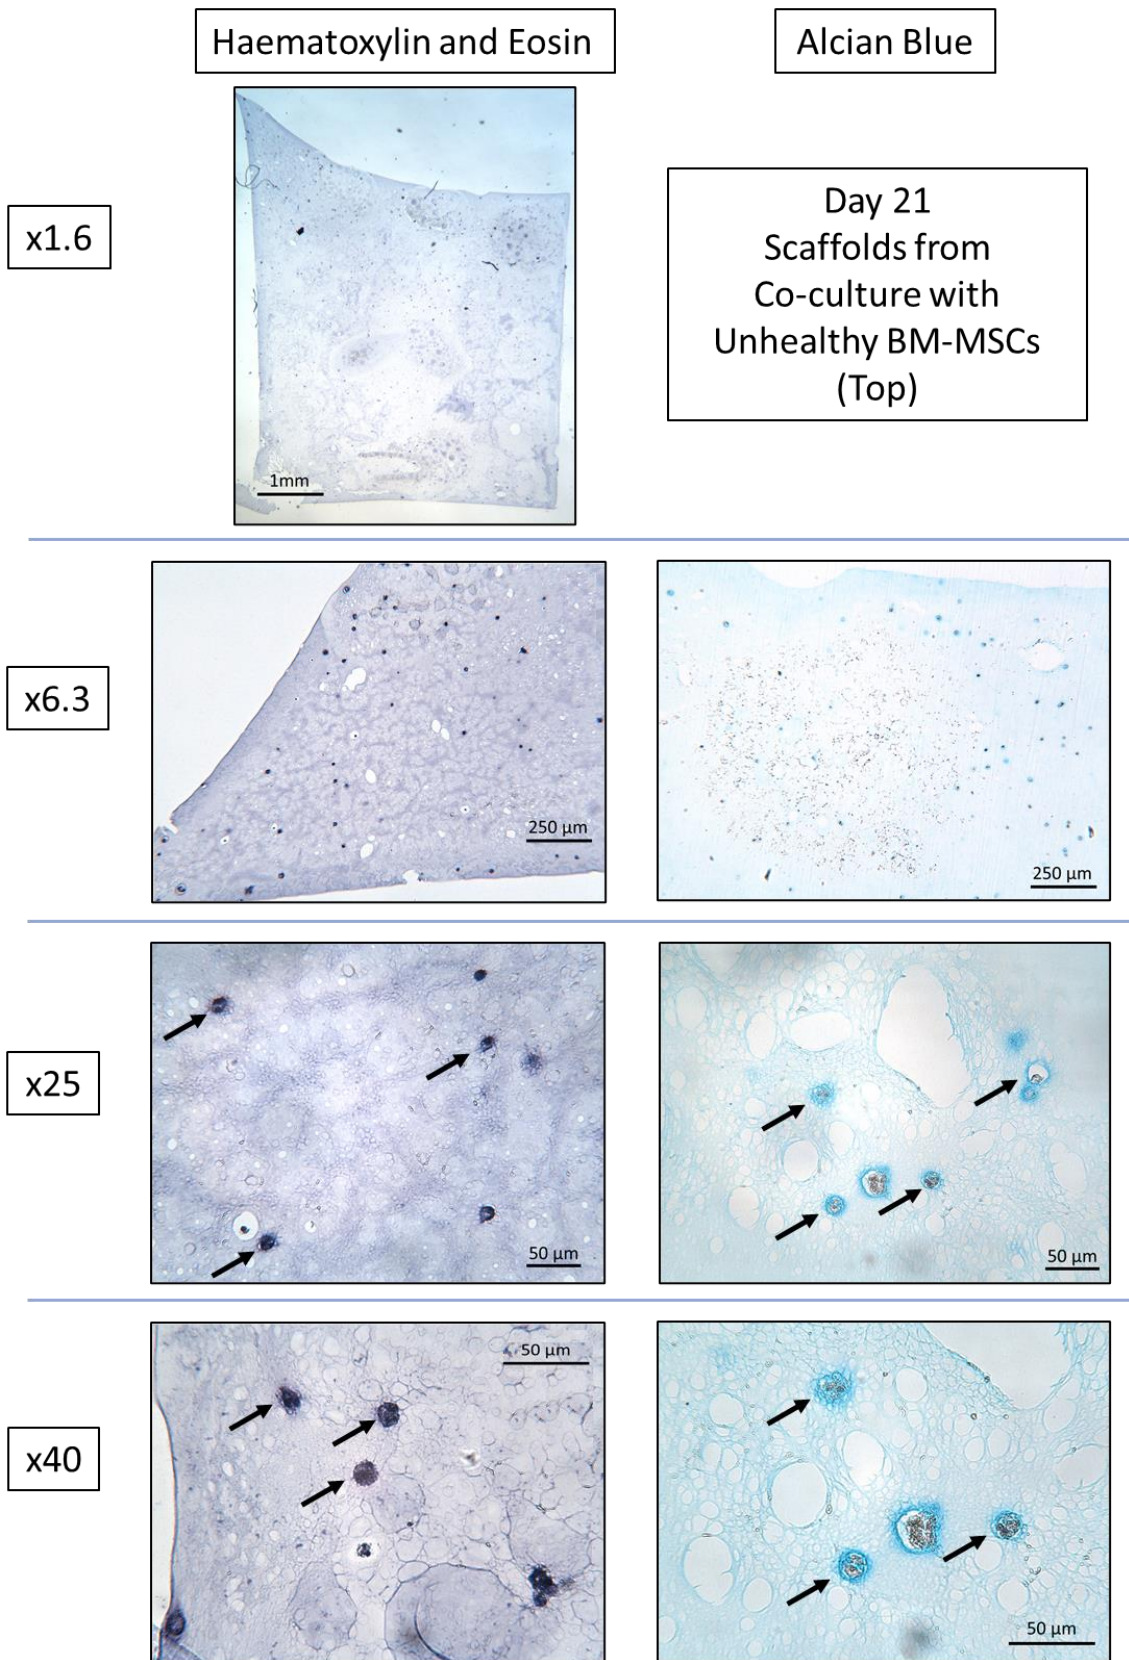 Haematoxylin and Eosin
Alcian Blue
x1.6
1mm
Day 21
Scaffolds from
Co-culture with
Unhealthy BM-MSCs
(Top)
x6.3
250 µm
250 µm
x25
50 µm
50 µm
x40
50 µm
50 µm